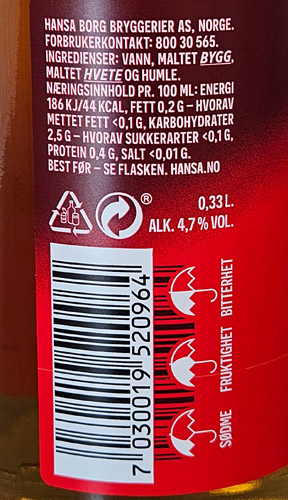 HANSA BORG BRYGGERIER AS, NORGE.
FORBRUKERKONTAKT: 800 30 565.
INGREDIENSER: VANN, MALTET BYGG,
MALTET HVETE OG HUMLE.
NÆRINGSINNHOLD PR. 100 ML: ENERGI
186 KJ/44 KCAL, FETT 0,2 G – HVORAV
METTET FETT <0,1 G, KARBOHYDRATER
2,5 G – HVORAV SUKKERARTER <0,1 G,
PROTEIN 0,4 G, SALT <0,01 G.
BEST FØR – SE FLASKEN. HANSA.NO
®
0,33 L.
ALK. 4,7 % VOL.
7 030019 520964
SØDME FRUKTIGHET BITTERHET